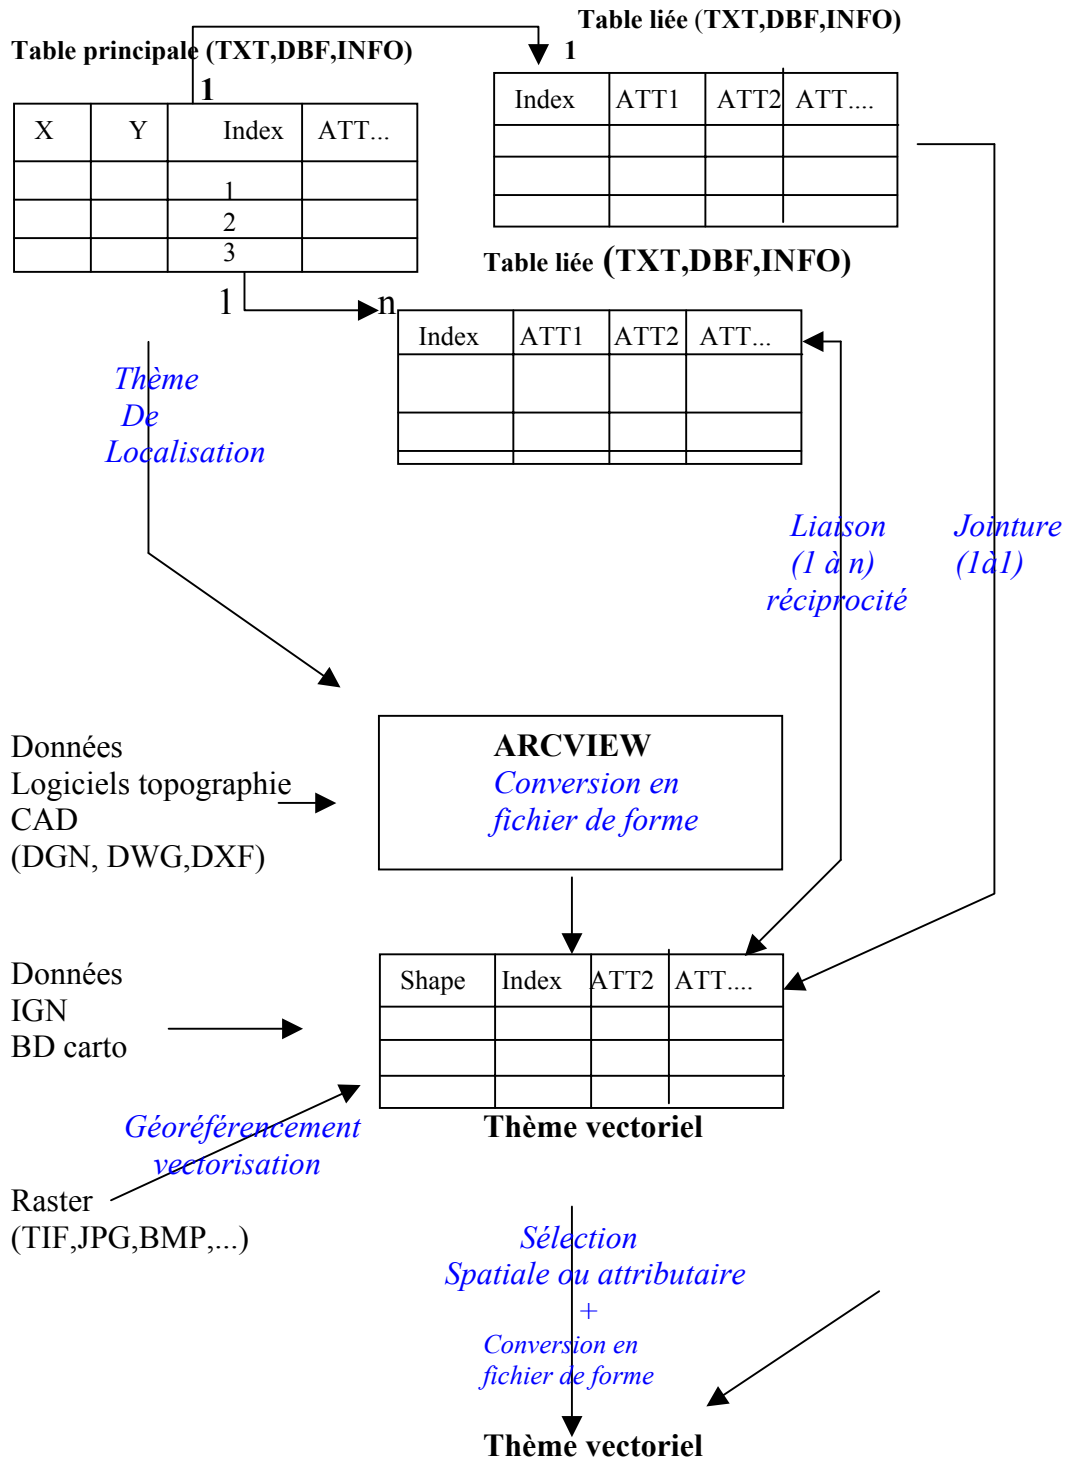 Table liée (TXT,DBF,INFO)
Table principale (TXT,DBF,INFO)
1
1
Index ATT1 ATT2 ATT....
X Y Index ATT...
1
2
3
Table liée (TXT,DBF,INFO)
1
n
Index ATT1 ATT2 ATT...
Thème
De
Localisation
Liaison
(1 à n)
réciprocité
Jointure
(1à1)
Données
Logiciels topographie
CAD
(DGN, DWG,DXF)
ARCVIEW
Conversion en
fichier de forme
Données
IGN
BD carto
Shape Index ATT2 ATT....
Géoréférencement
vectorisation
Thème vectoriel
Raster
(TIF,JPG,BMP,...)
Sélection
Spatiale ou attributaire
+
Conversion en
fichier de forme
Thème vectoriel